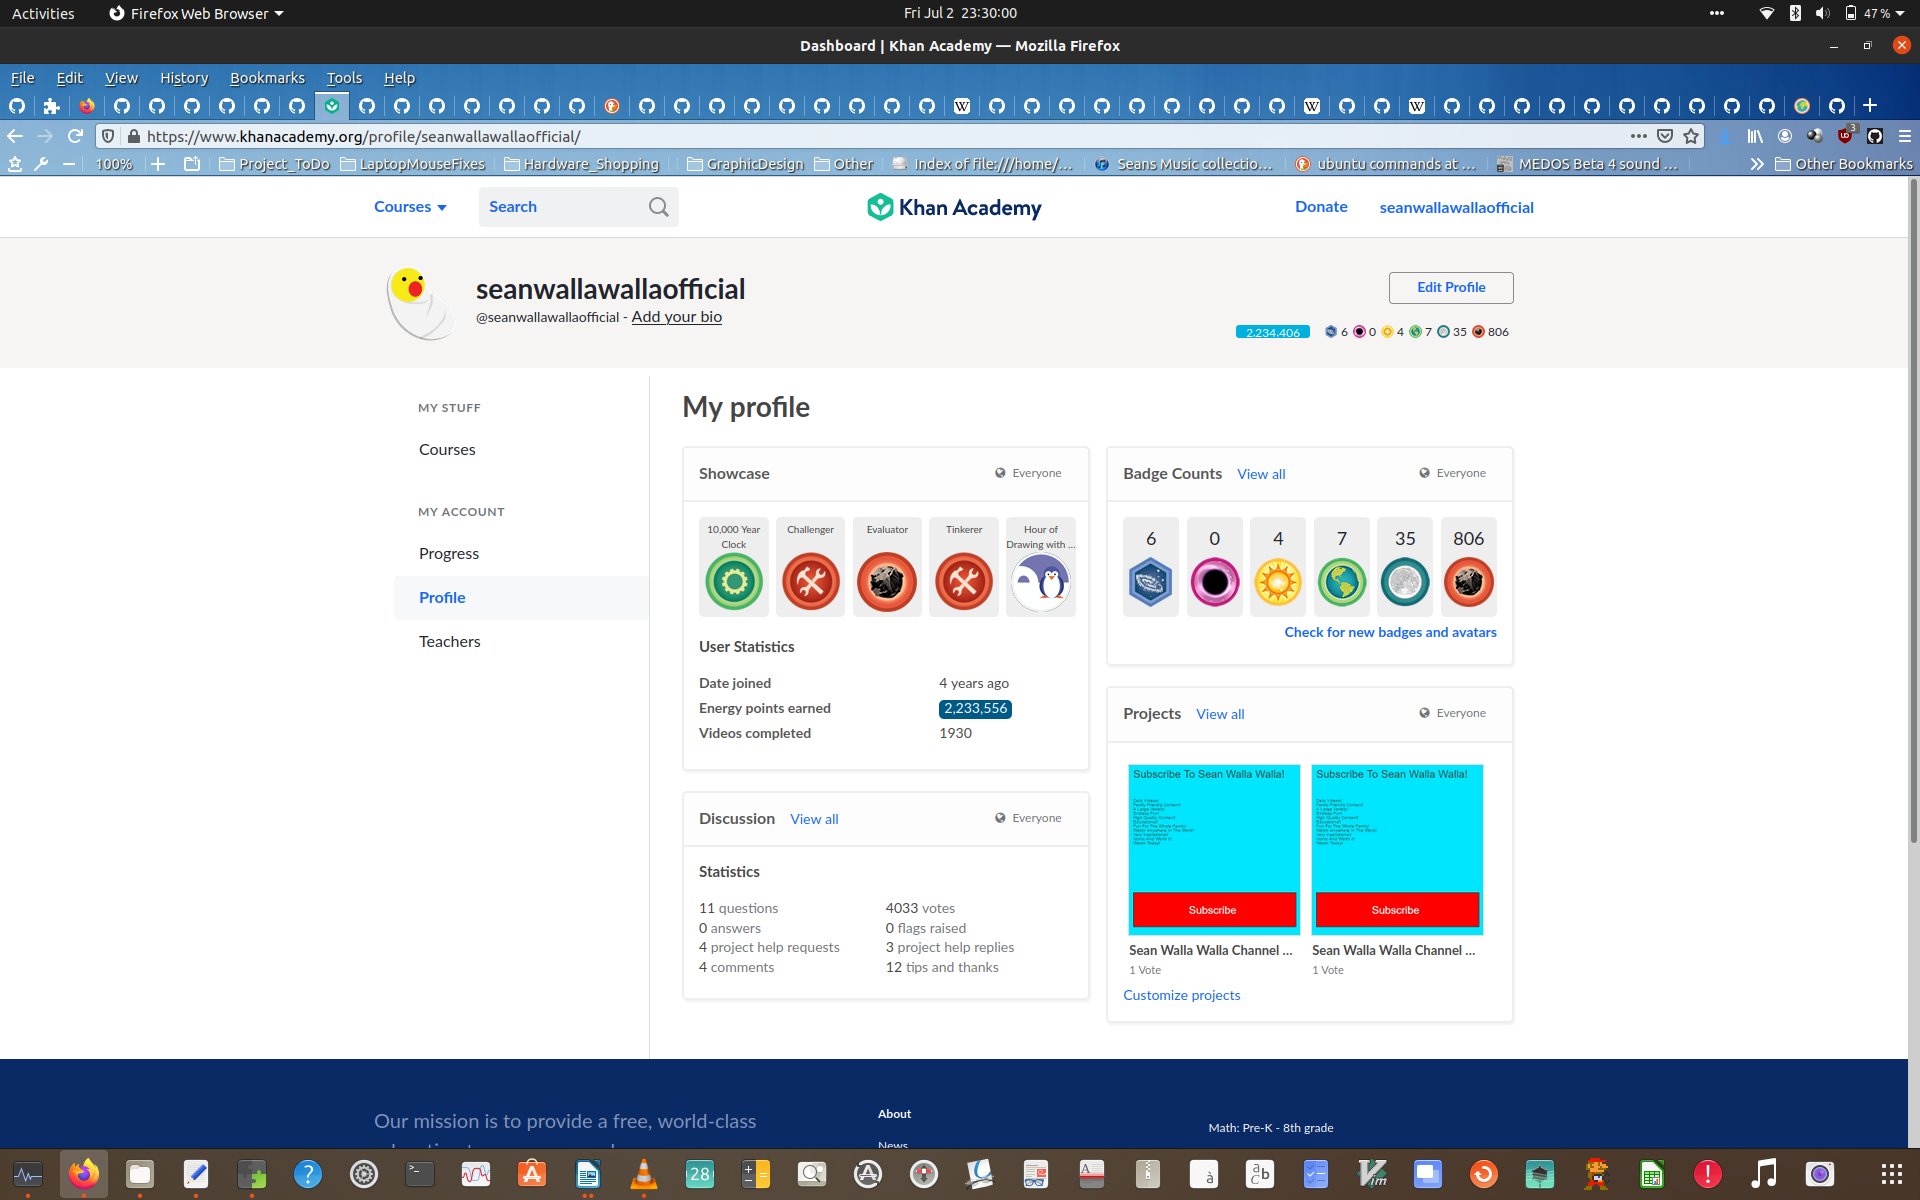 Activities
Firefox Web Browser
Fri Jul 2 23:30:00
47 %
Dashboard | Khan Academy — Mozilla Firefox
File Edit View History Bookmarks Tools Help
https://www.khanacademy.org/profile/seanwallawallaofficial/
3
100%
Project_ToDo
LaptopMouseFixes
Hardware_Shopping
GraphicDesign
Other
Index of file:///home/...
Seans Music collectio...
ubuntu commands at ...
MEDOS Beta 4 sound ...
Other Bookmarks
Courses
Search
Khan Academy
Donate
seanwallawallaofficial
seanwallawallaofficial
@seanwallawallaofficial - Add your bio
Edit Profile
2,234,406
6 0 4 7 35 806
MY STUFF
Courses
MY ACCOUNT
Progress
Profile
Teachers
My profile
Showcase
Everyone
10,000 Year Clock
Challenger
Evaluator
Tinkerer
Hour of Drawing with ...
User Statistics
Date joined 4 years ago
Energy points earned 2,233,556
Videos completed 1930
Discussion View all
Everyone
Statistics
11 questions
0 answers
4 project help requests
4 comments
4033 votes
0 flags raised
3 project help replies
12 tips and thanks
Badge Counts View all
Everyone
6 0 4 7 35 806
Check for new badges and avatars
Projects View all
Everyone
Subscribe To Sean Walla Walla!
Subscribe
Sean Walla Walla Channel ...
1 Vote
Subscribe To Sean Walla Walla!
Subscribe
Sean Walla Walla Channel ...
1 Vote
Customize projects
Our mission is to provide a free, world-class
About
News
Math: Pre-K - 8th grade
28